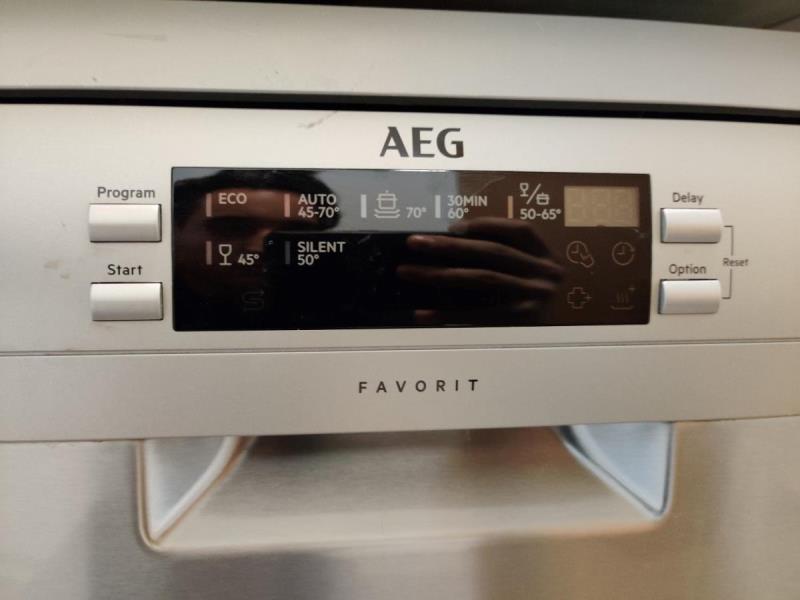 AEG
Program
Start
ECO
AUTO
45-70°
70°
30MIN
60°
50-65°
45°
SILENT
50°
Delay
Option
Reset
FAVORIT